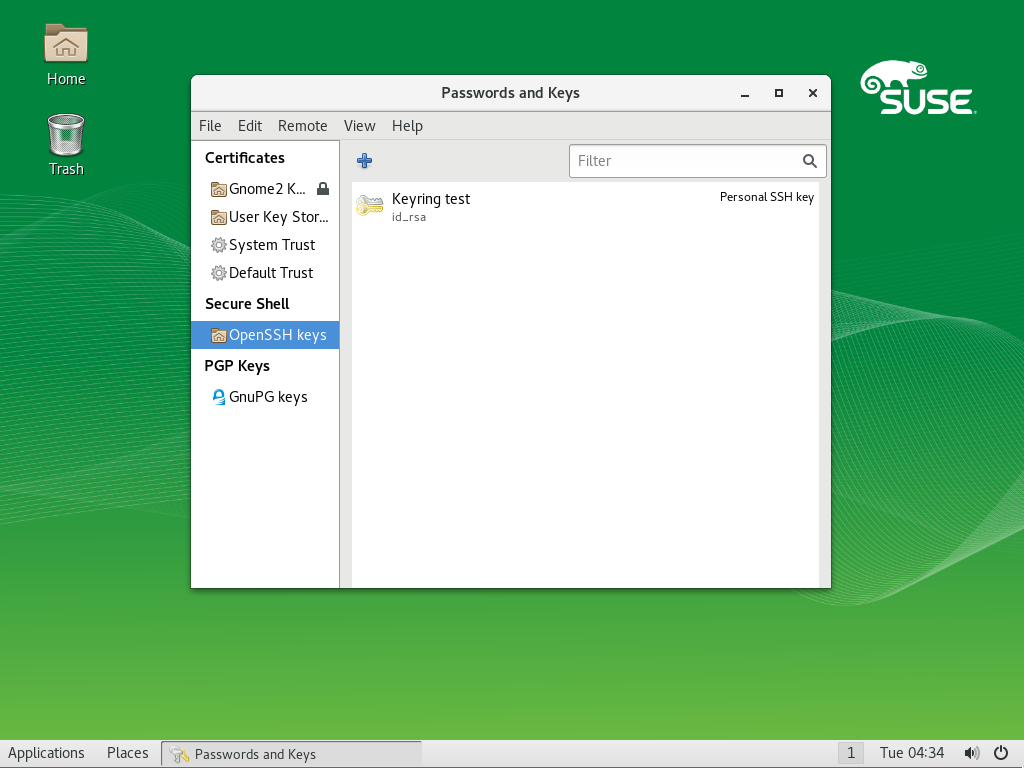 Home
Trash
SUSE
Passwords and Keys
File Edit Remote View Help
Certificates
Gnome2 K...
User Key Stor...
System Trust
Default Trust
Secure Shell
OpenSSH keys
PGP Keys
GnuPG keys
Filter
Keyring test
Personal SSH key
id_rsa
Applications Places Passwords and Keys 1 Tue 04:34